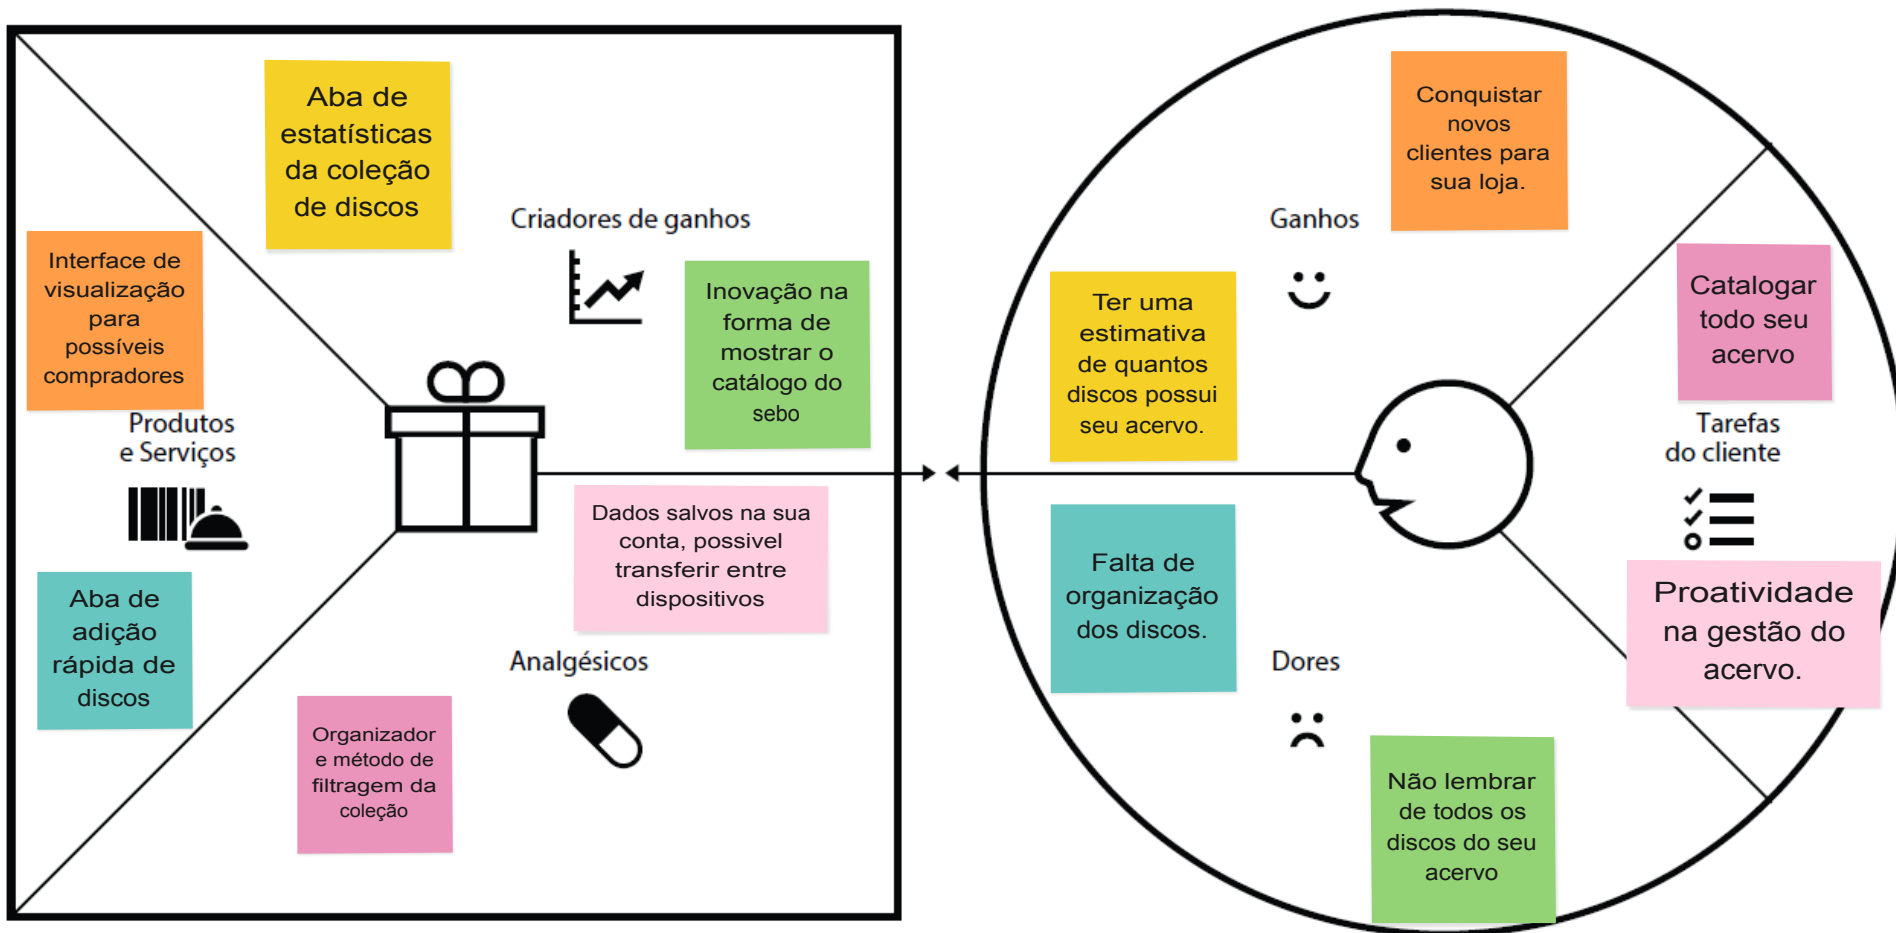 Aba de
estatísticas
da coleção
de discos
Criadores de ganhos
Interface de
visualização
para
possíveis
compradores
Inovação na
forma de
mostrar o
catálogo do
sebo
Produtos
e Serviços
Dados salvos na sua
conta, possivel
transferir entre
dispositivos
Aba de
adição
rápida de
discos
Analgésicos
Organizador
e método de
filtragem da
coleção
Conquistar
novos
clientes para
sua loja.
Ganhos
Ter uma
estimativa
de quantos
discos possui
seu acervo.
Catalogar
todo seu
acervo
Tarefas
do cliente
Falta de
organização
dos discos.
Proatividade
na gestão do
acervo.
Dores
Não lembrar
de todos os
discos do seu
acervo